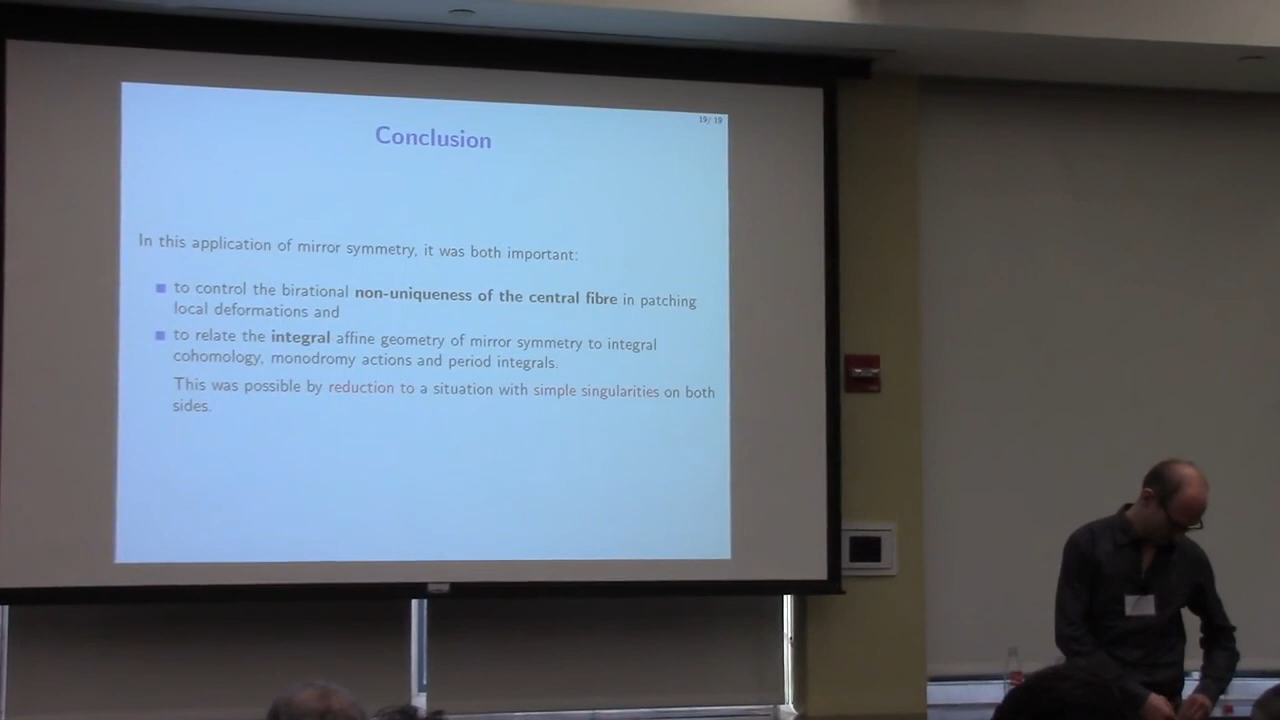 19/ 19
Conclusion
In this application of mirror symmetry, it was both important:
to control the birational non-uniqueness of the central fibre in patching
local deformations and
to relate the integral affine geometry of mirror symmetry to integral
cohomology, monodromy actions and period integrals.
This was possible by reduction to a situation with simple singularities on both
sides.